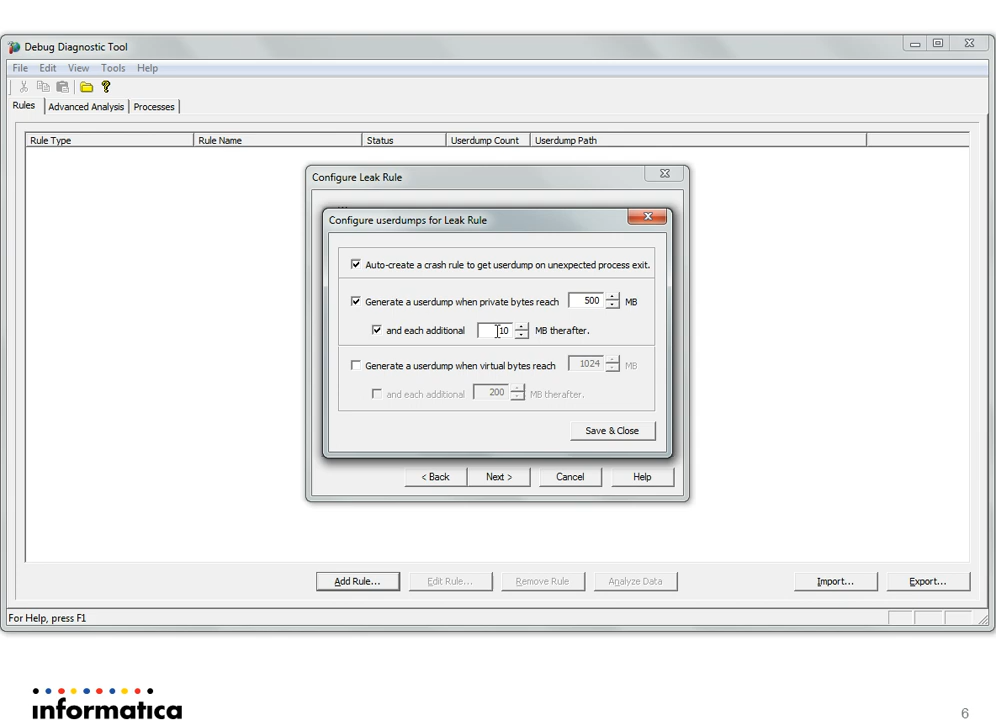 Debug Diagnostic Tool
File Edit View Tools Help
Rules Advanced Analysis Processes
Rule Type Rule Name Status Userdump Count Userdump Path
Configure Leak Rule
Configure userdumps for Leak Rule
Auto-create a crash rule to get userdump on unexpected process exit.
Generate a userdump when private bytes reach 500 MB
and each additional 10 MB therafter.
Generate a userdump when virtual bytes reach 1024 MB
and each additional 200 MB therafter.
Save & Close
< Back Next > Cancel Help
Add Rule... Edit Rule... Remove Rule Analyze Data Import... Export...
For Help, press F1
informatica
6